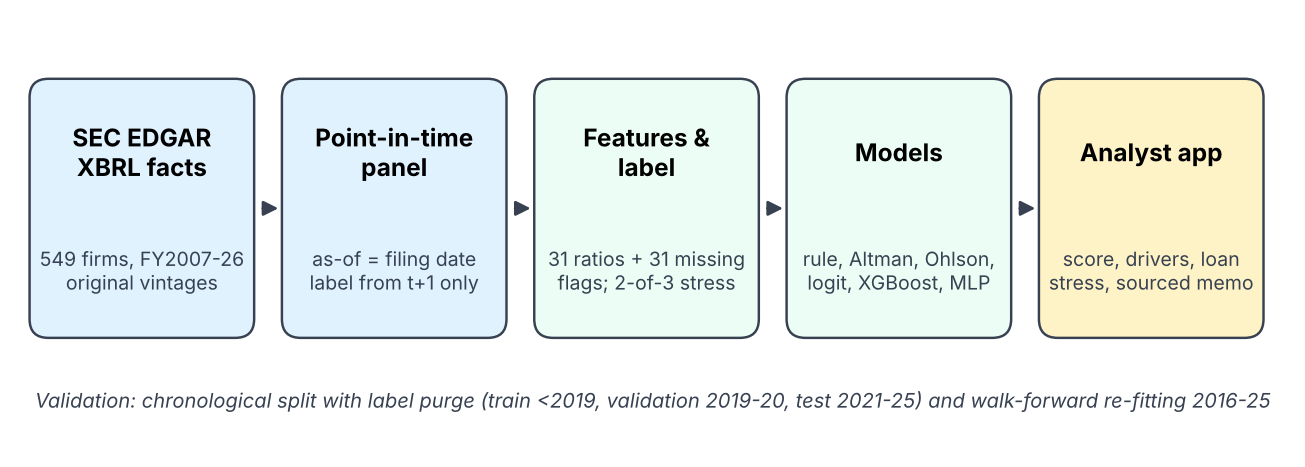 SEC EDGAR
XBRL facts
549 firms, FY2007-26
original vintages
Point-in-time
panel
as-of = filing date
label from t+1 only
Features &
label
31 ratios + 31 missing
flags; 2-of-3 stress
Models
rule, Altman, Ohlson,
logit, XGBoost, MLP
Analyst app
score, drivers, loan
stress, sourced memo
Validation: chronological split with label purge (train <2019, validation 2019-20, test 2021-25) and walk-forward re-fitting 2016-25